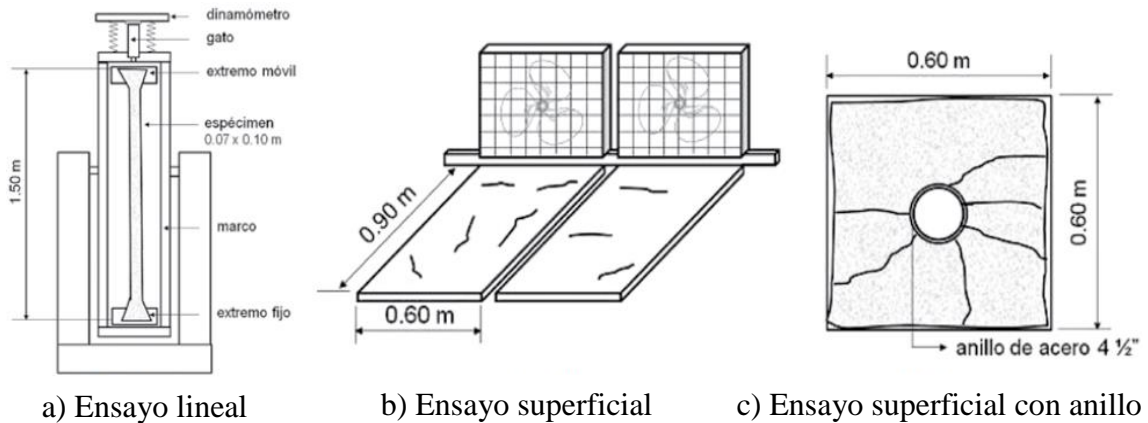 dinamómetro
gato
extremo móvil
espécimen
0.07 x 0.10 m
1.50 m
marco
extremo fijo
a) Ensayo lineal
0.90 m
0.60 m
b) Ensayo superficial
0.60 m
0.60 m
anillo de acero 4 ½"
c) Ensayo superficial con anillo